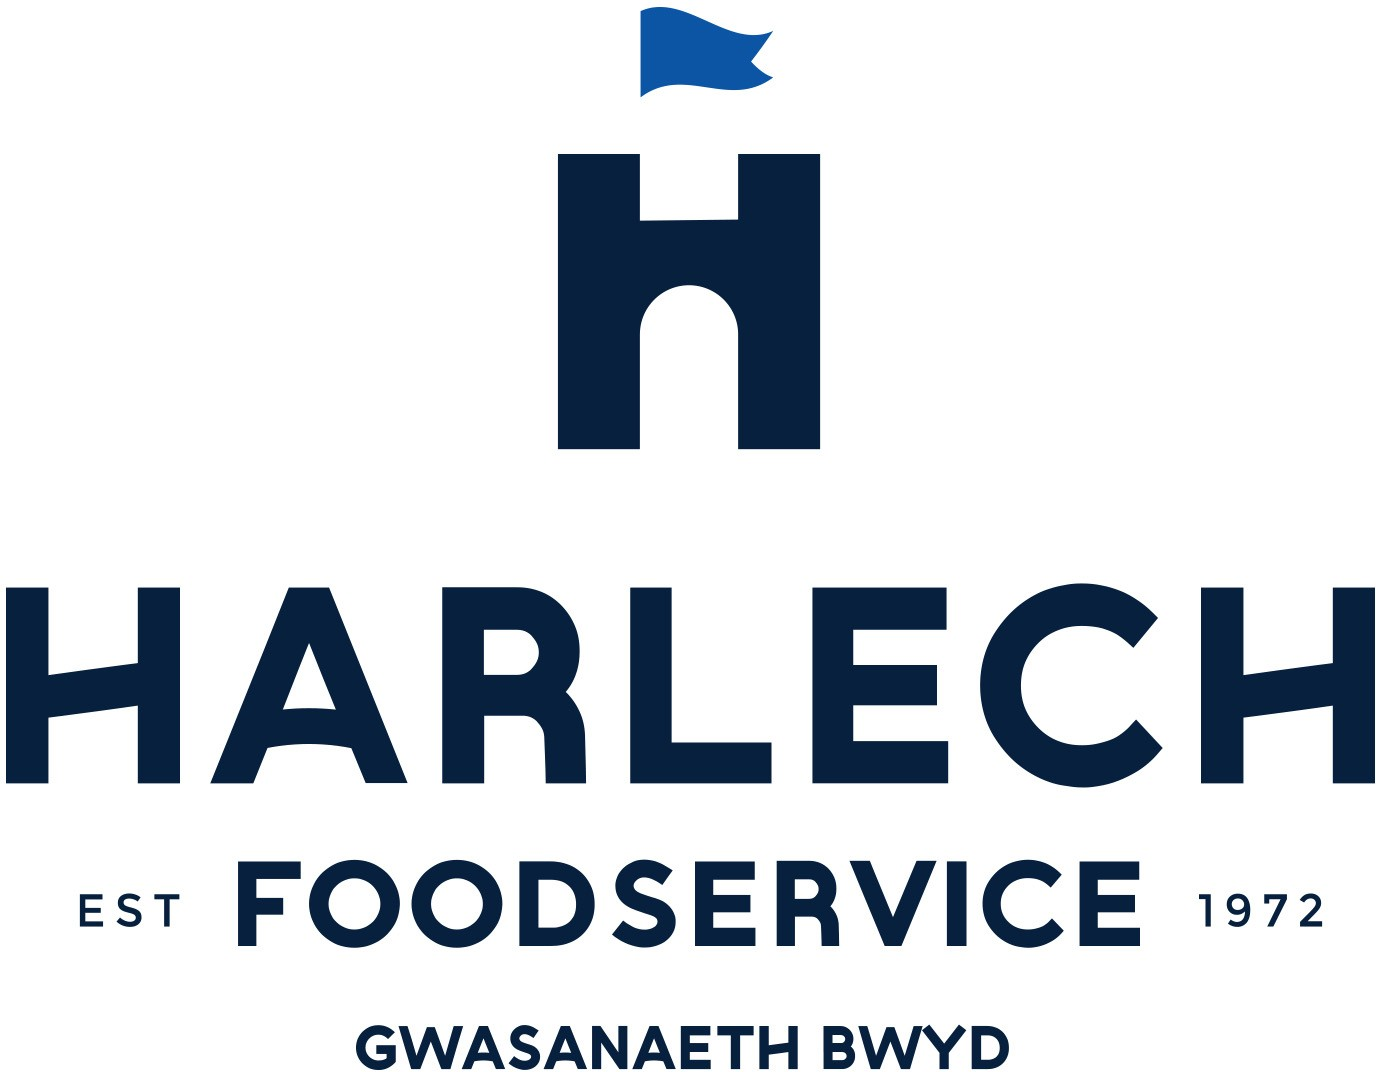 H
HARLECH
EST FOODSERVICE 1972
GWASANAETH BWYD